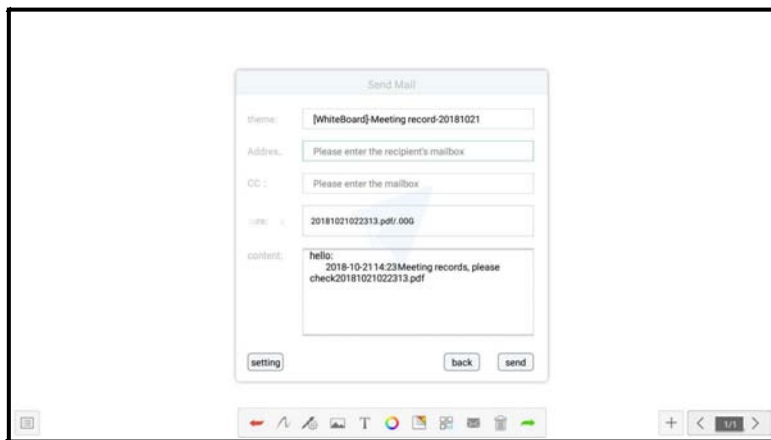 Send Mail
theme: [WhiteBoard]-Meeting record-20181021
Addres.. Please enter the recipient's mailbox
CC : Please enter the mailbox
20181021022313.pdf/.00G
content: hello:
2018-10-2114:23Meeting records, please
check20181021022313.pdf
setting back send
T
1/1